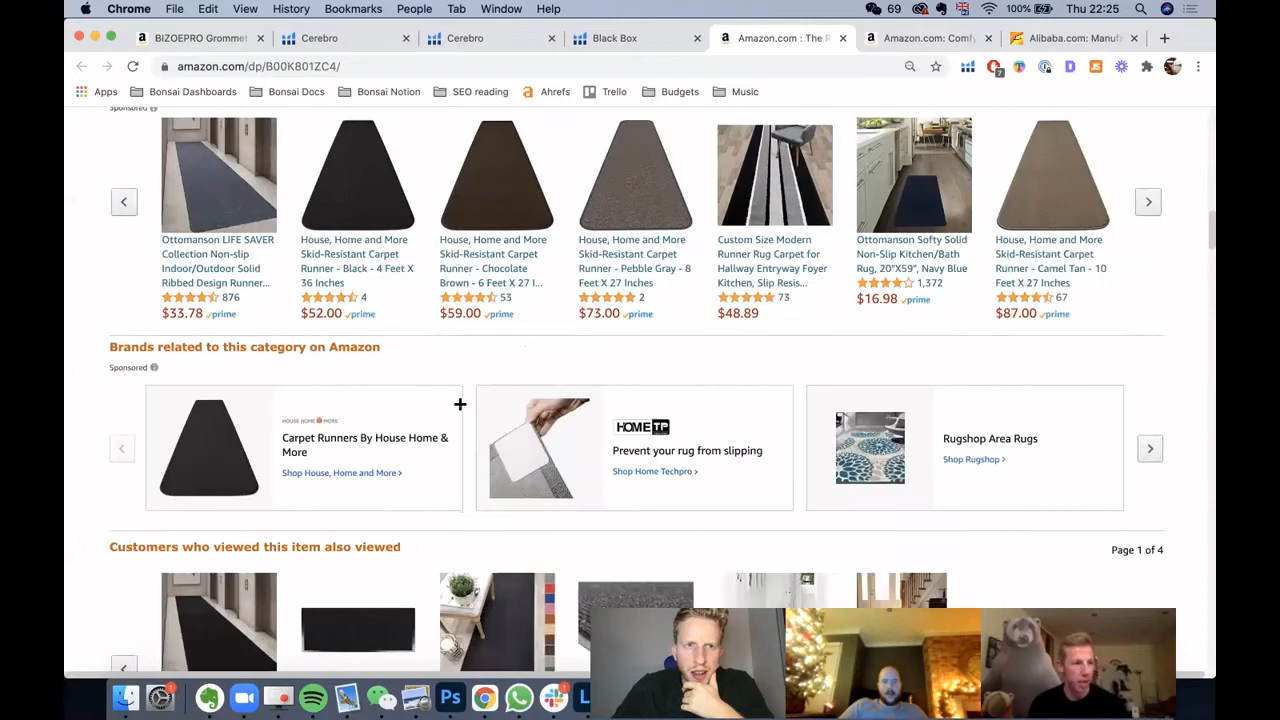 Chrome File Edit View History Bookmarks People Tab Window Help
69 100% Thu 22:25
BIZOEPRO Grommet
Cerebro
Cerebro
Black Box
Amazon.com : The R
Amazon.com: Comfy
Alibaba.com: Manufa
amazon.com/dp/B00K801ZC4/
7
Apps Bonsai Dashboards Bonsai Docs Bonsai Notion SEO reading Ahrefs Trello Budgets Music
Sponsored
Ottomanson LIFE SAVER
Collection Non-slip
Indoor/Outdoor Solid
Ribbed Design Runner...
876
$33.78 prime
House, Home and More
Skid-Resistant Carpet
Runner - Black - 4 Feet X
36 Inches
4
$52.00 prime
House, Home and More
Skid-Resistant Carpet
Runner - Chocolate
Brown - 6 Feet X 27 I...
53
$59.00 prime
House, Home and More
Skid-Resistant Carpet
Runner - Pebble Gray - 8
Feet X 27 Inches
2
$73.00 prime
Custom Size Modern
Runner Rug Carpet for
Hallway Entryway Foyer
Kitchen, Slip Resis...
73
$48.89
Ottomanson Softy Solid
Non-Slip Kitchen/Bath
Rug, 20"X59", Navy Blue
1,372
$16.98 prime
House, Home and More
Skid-Resistant Carpet
Runner - Camel Tan - 10
Feet X 27 Inches
67
$87.00 prime
Brands related to this category on Amazon
Sponsored
HOUSE HOME MORE
Carpet Runners By House Home &
More
Shop House, Home and More ›
HOME TP
Prevent your rug from slipping
Shop Home Techpro ›
Rugshop Area Rugs
Shop Rugshop ›
Customers who viewed this item also viewed
Page 1 of 4
1
Ps
1
L